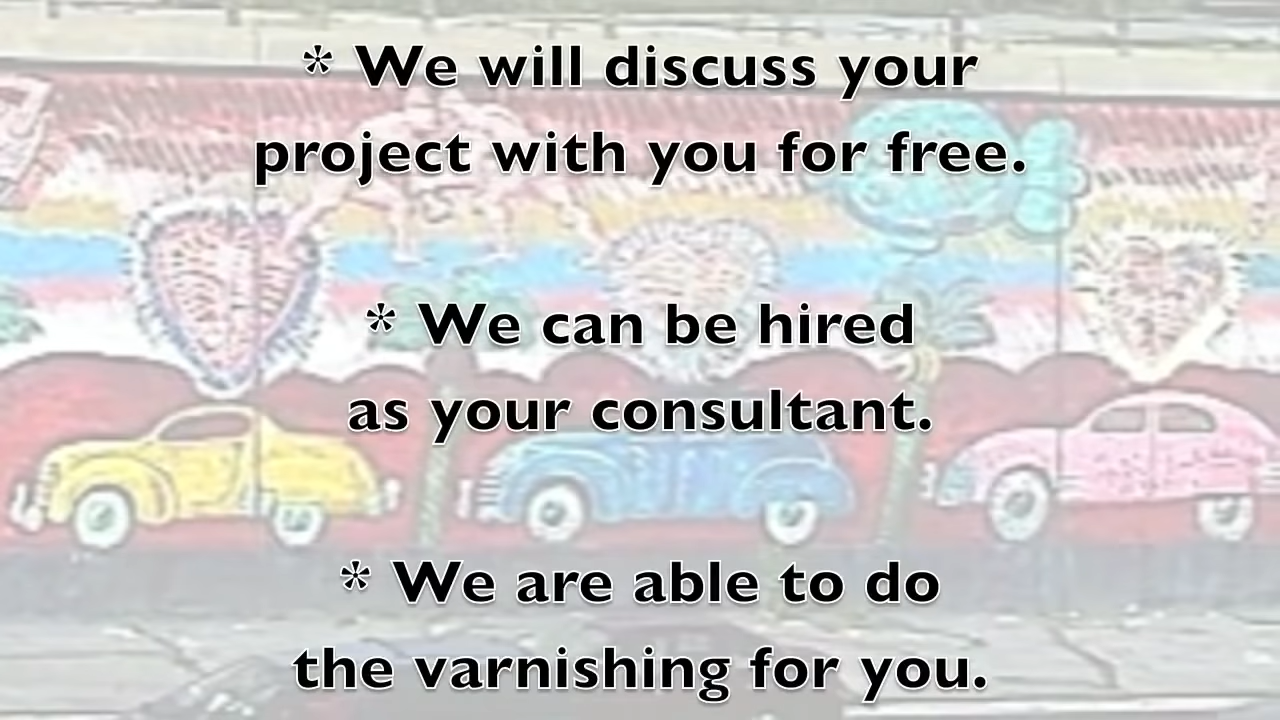 * We will discuss your
project with you for free.
* We can be hired
as your consultant.
* We are able to do
the varnishing for you.